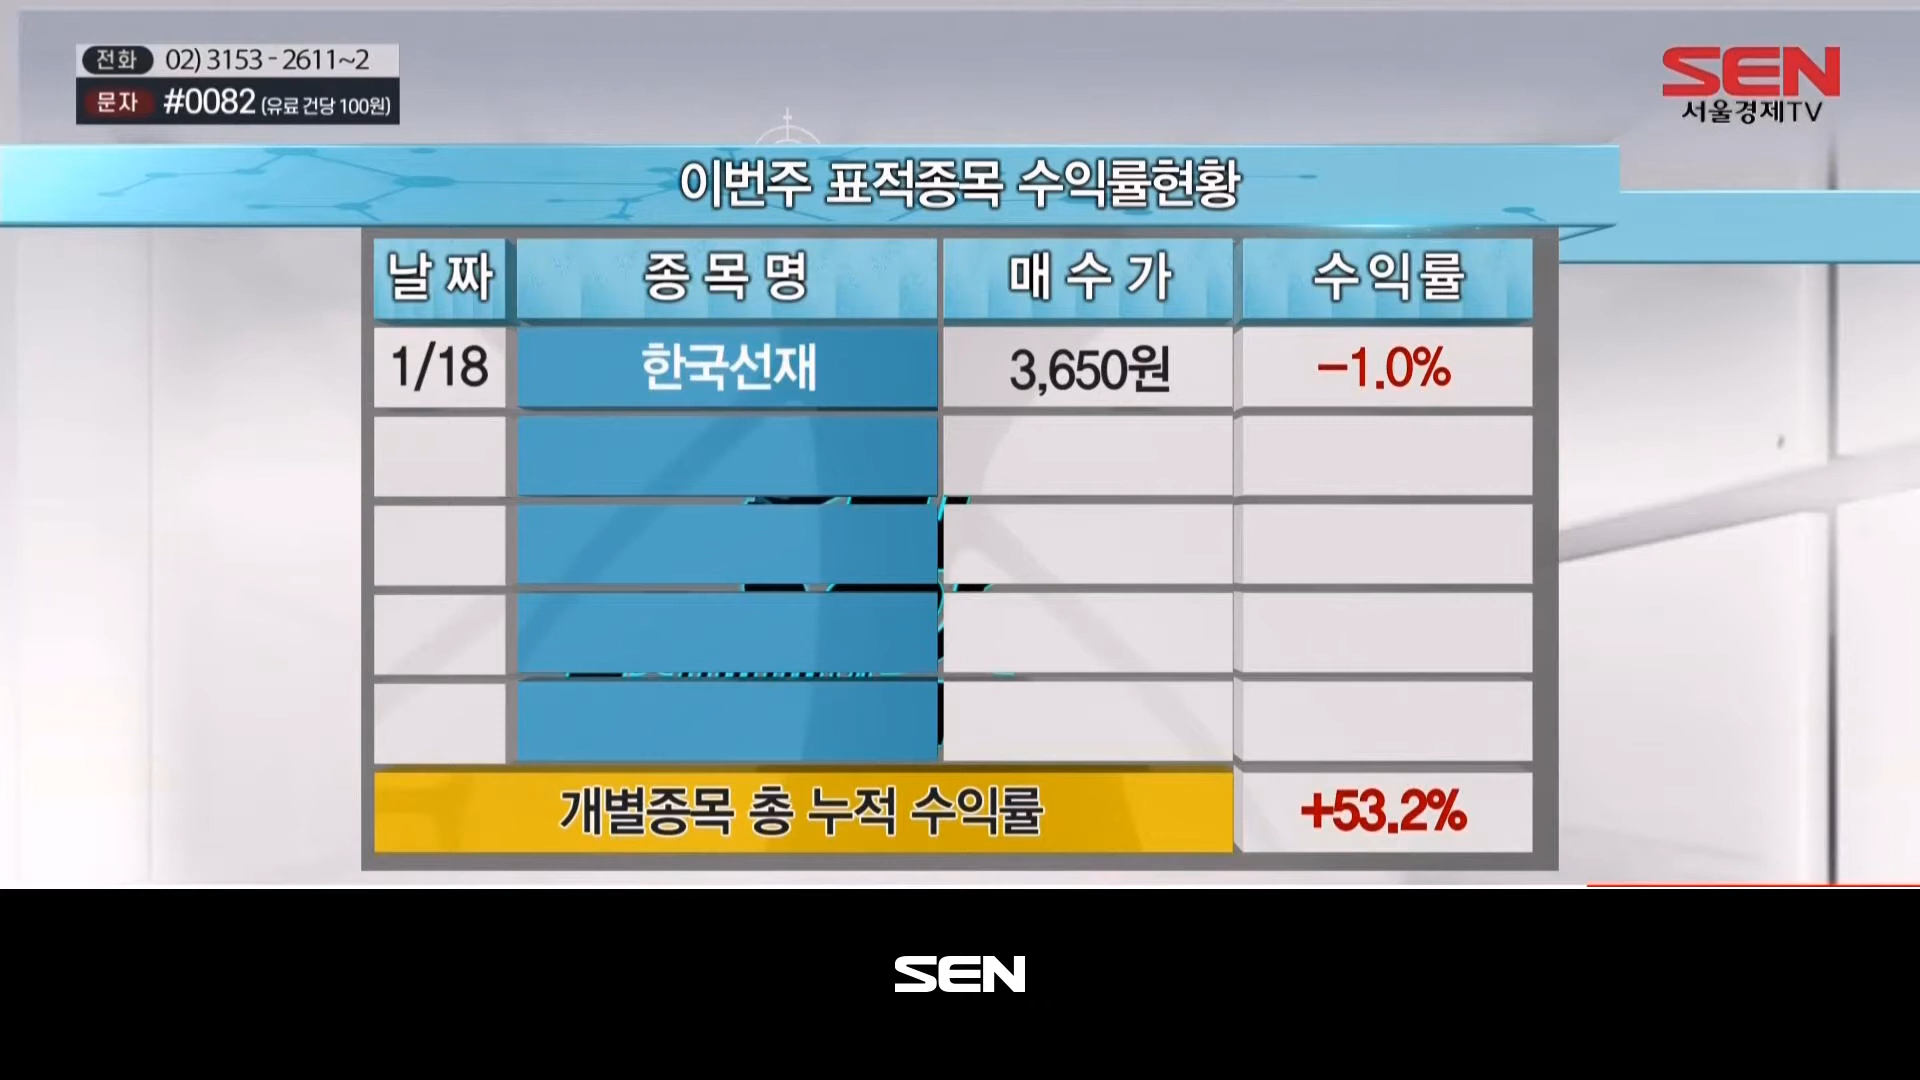 전화 02) 3153 - 2611~2
문자 #0082 (유료 건당 100원)
SEN
서울경제TV
이번주 표적종목 수익률현황
날짜 종목명 매수가 수익률
1/18 한국선재 3,650원 -1.0%
개별종목 총 누적 수익률 +53.2%
SEN